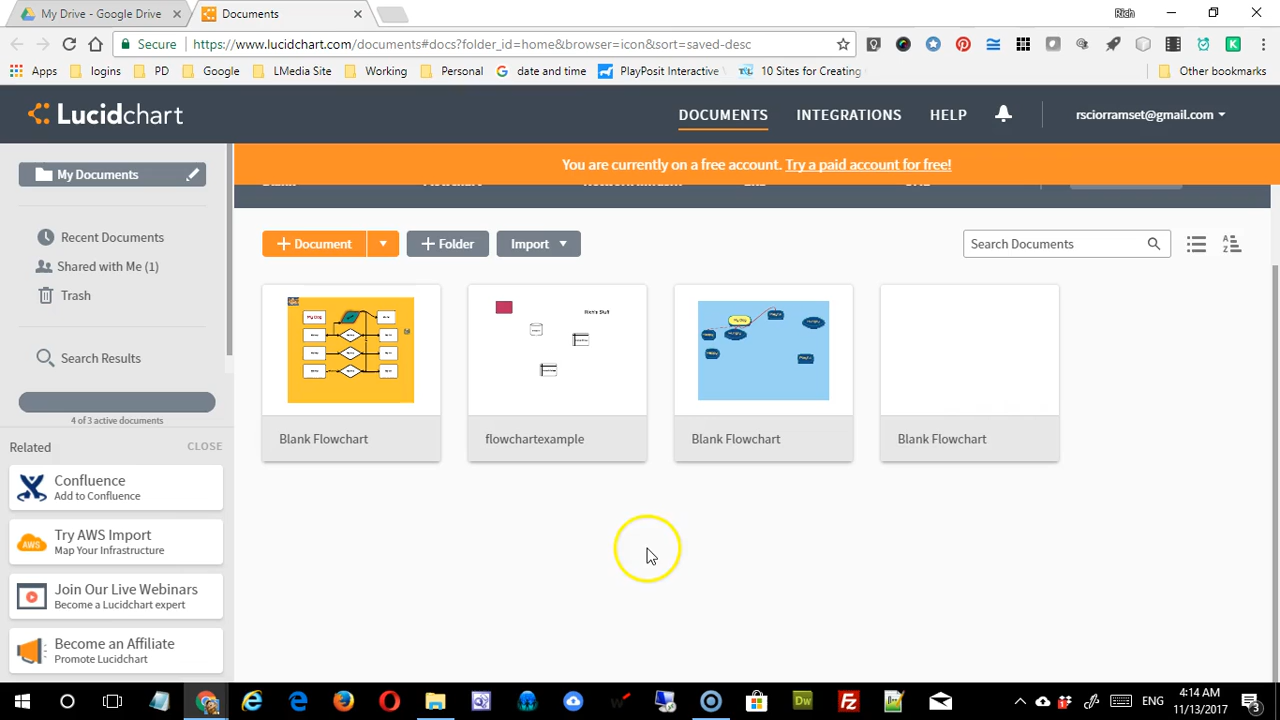 My Drive - Google Drive
Documents
Rich
Secure
https://www.lucidchart.com/documents#docs?folder_id=home&browser=icon&sort=saved-desc
Apps
logins
PD
Google
LMedia Site
Working
Personal
date and time
PlayPosit Interactive
10 Sites for Creating
Other bookmarks
Lucidchart
DOCUMENTS
INTEGRATIONS
HELP
rsciorramset@gmail.com
My Documents
You are currently on a free account. Try a paid account for free!
Recent Documents
Shared with Me (1)
Trash
Search Results
4 of 3 active documents
+ Document
+ Folder
Import
Search Documents
Blank Flowchart
flowchartexample
Blank Flowchart
Blank Flowchart
Related
CLOSE
Confluence
Add to Confluence
AWS
Try AWS Import
Map Your Infrastructure
Join Our Live Webinars
Become a Lucidchart expert
Become an Affiliate
Promote Lucidchart
ENG
4:14 AM
11/13/2017